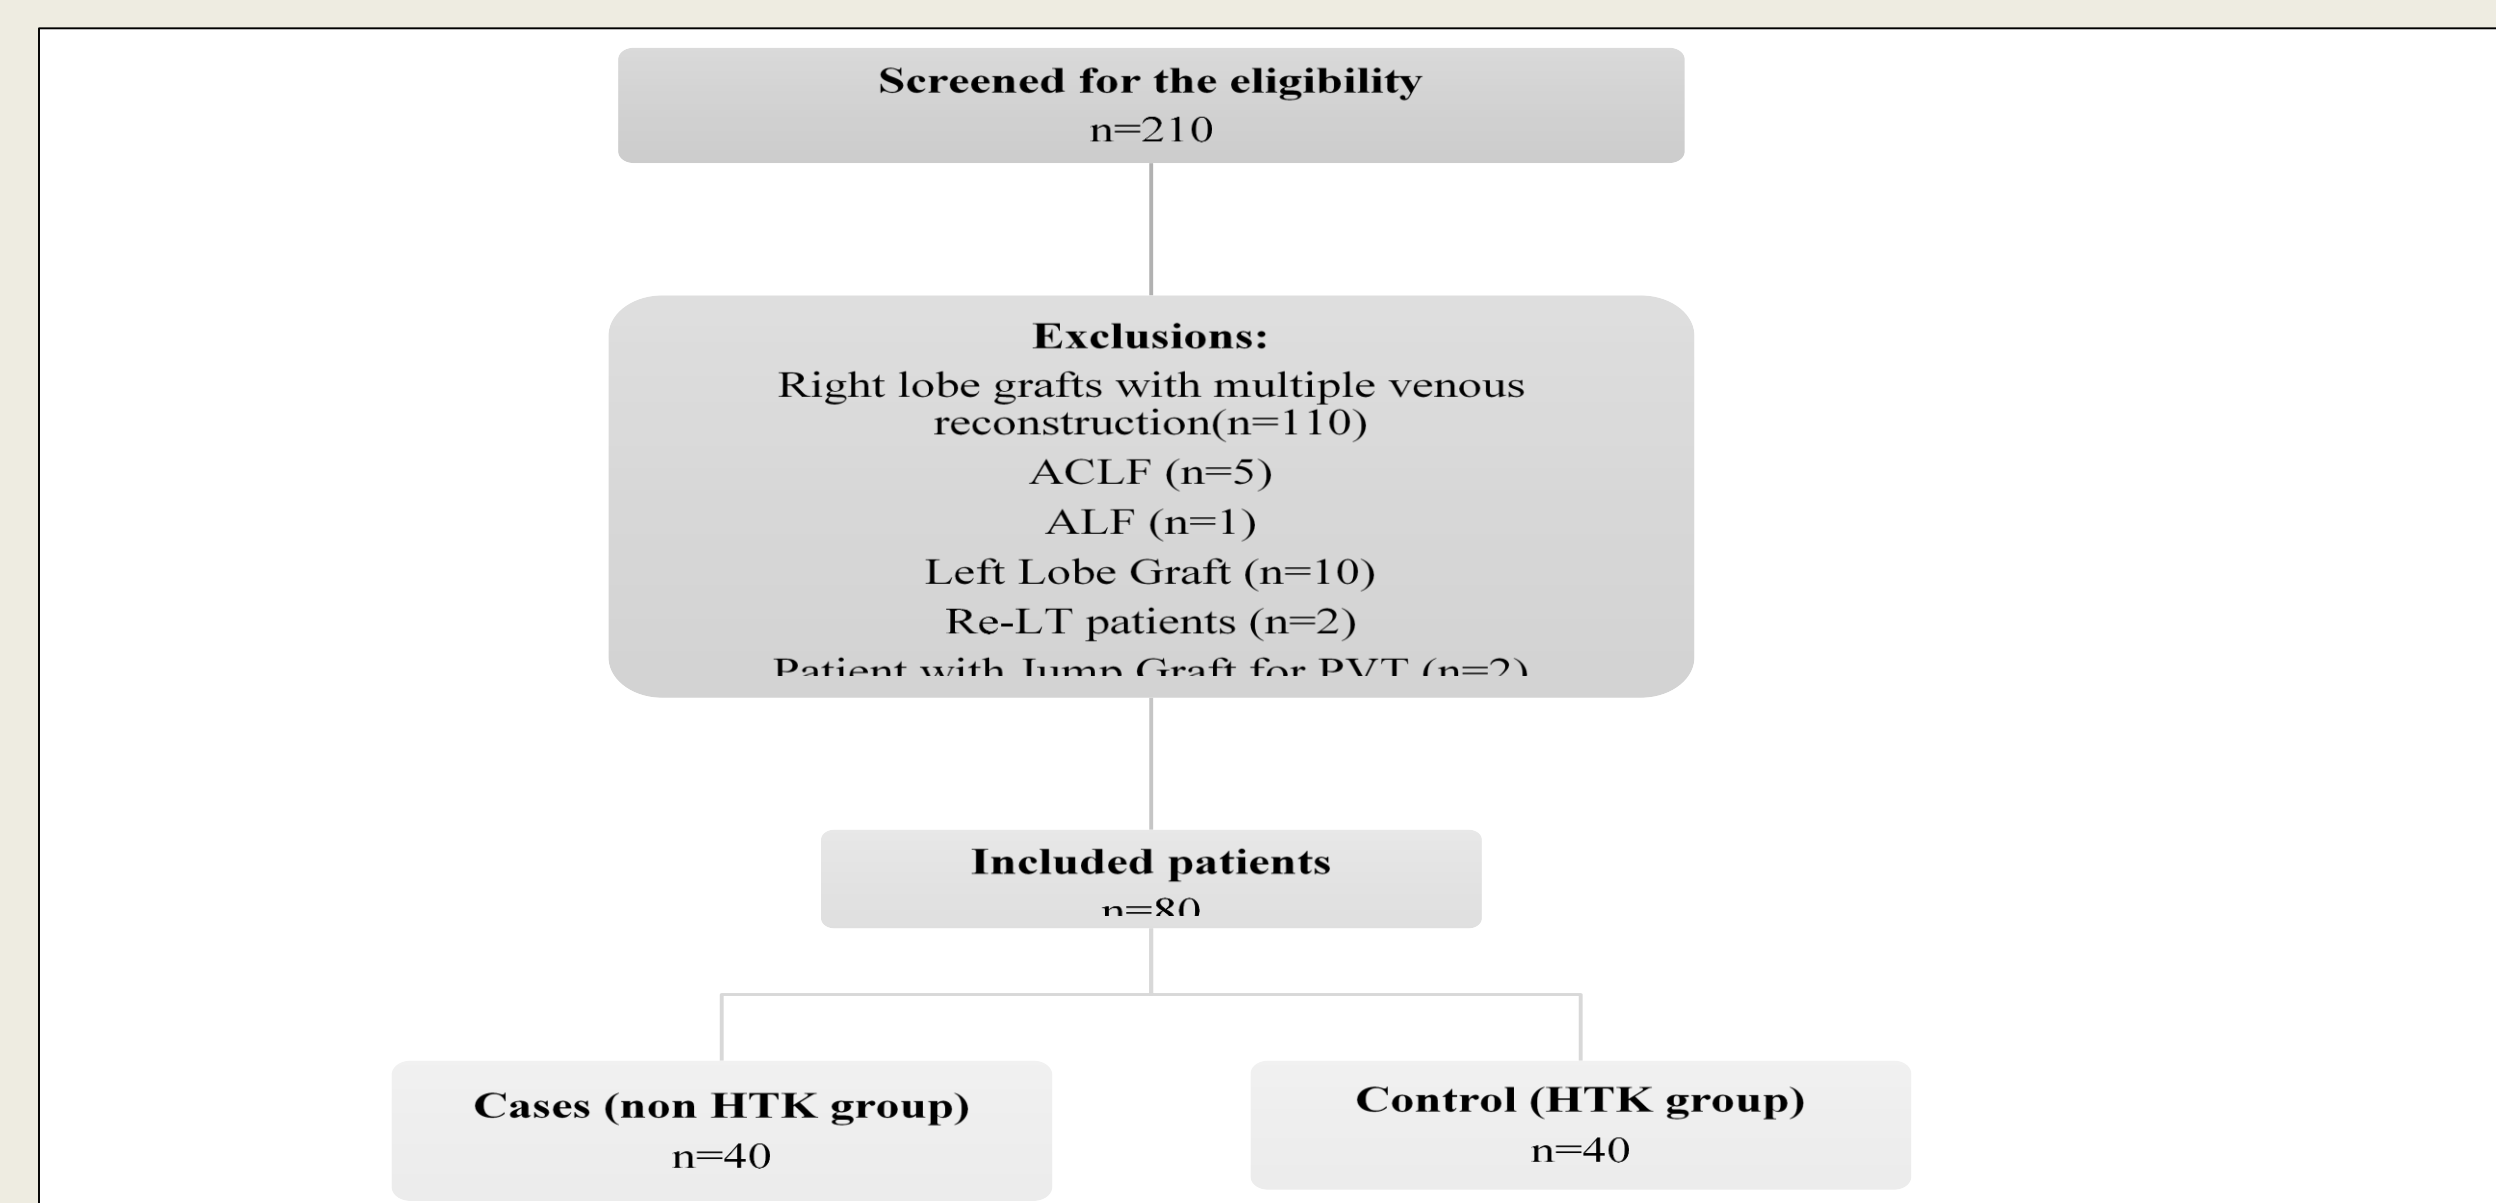 Screened for the eligibility
n=210
Exclusions:
Right lobe grafts with multiple venous
reconstruction(n=110)
ACLF (n=5)
ALF (n=1)
Left Lobe Graft (n=10)
Re-LT patients (n=2)
Patient with Jump Graft for PVT (n=2)
Included patients
n=80
Cases (non HTK group)
n=40
Control (HTK group)
n=40